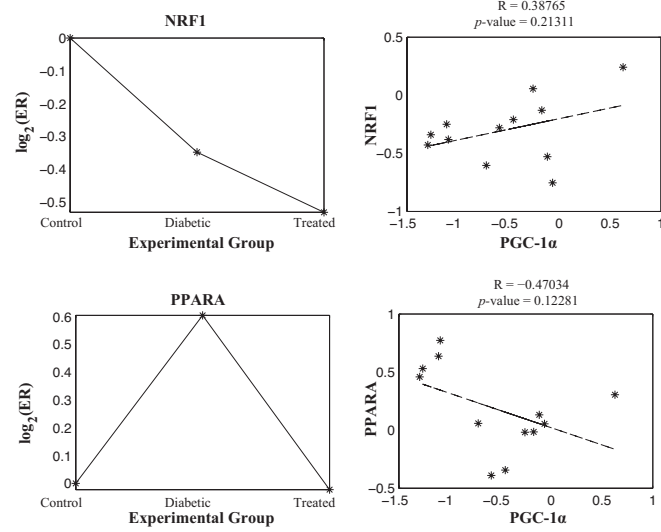 NRF1
log2(ER)
0
−0.1
−0.2
−0.3
−0.4
−0.5
Control
Diabetic
Treated
Experimental Group
R = 0.38765
p-value = 0.21311
NRF1
1
0.5
0
−0.5
−1
−1.5
−1
−0.5
0
0.5
1
PGC-1α
PPARA
log2(ER)
0.6
0.5
0.4
0.3
0.2
0.1
0
Control
Diabetic
Treated
Experimental Group
R = −0.47034
p-value = 0.12281
PPARA
1
0.5
0
−0.5
−1.5
−1
−0.5
0
0.5
1
PGC-1α